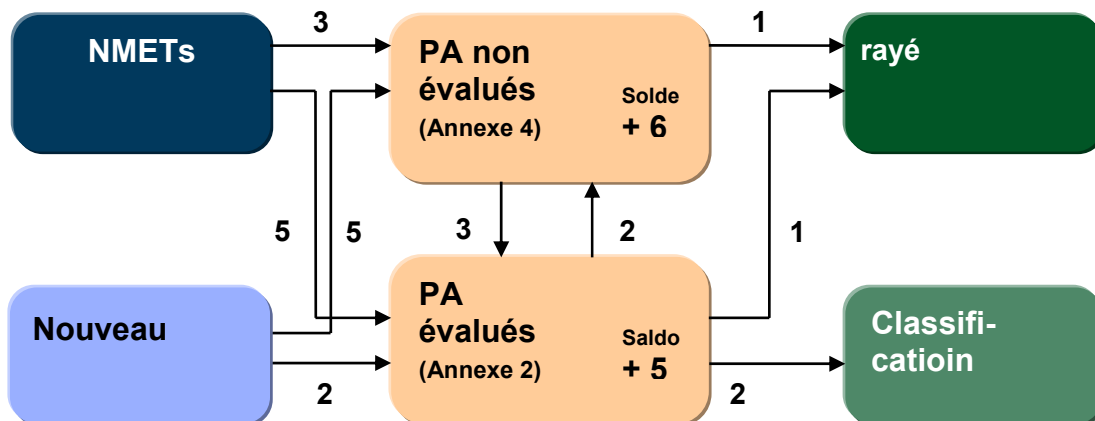 3
1
NMETs
PA non
évalués
(Annexe 4)
Solde
+ 6
rayé
5
5
3
2
1
Nouveau
PA
évalués
(Annexe 2)
Saldo
+ 5
Classifi-
catioin
2
2